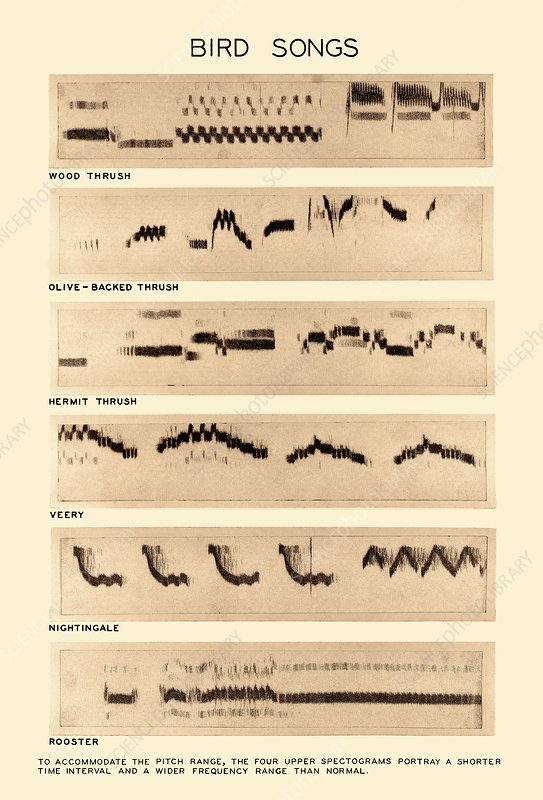 BIRD SONGS
WOOD THRUSH
OLIVE-BACKED THRUSH
HERMIT THRUSH
VEERY
NIGHTINGALE
ROOSTER
TO ACCOMMODATE THE PITCH RANGE, THE FOUR UPPER SPECTOGRAMS PORTRAY A SHORTER
TIME INTERVAL AND A WIDER FREQUENCY RANGE THAN NORMAL.